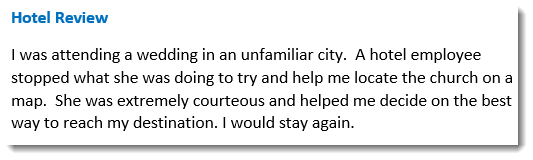 Hotel Review
I was attending a wedding in an unfamiliar city.  A hotel employee
stopped what she was doing to try and help me locate the church on a
map.  She was extremely courteous and helped me decide on the best
way to reach my destination. I would stay again.